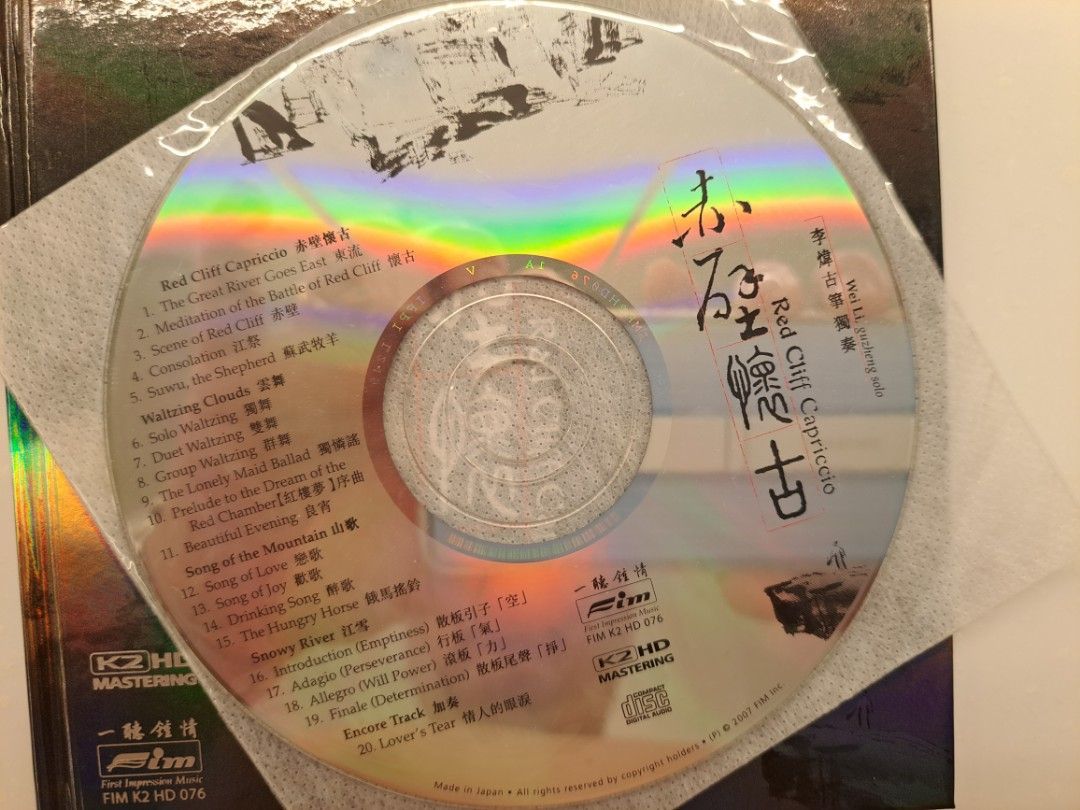 Red Cliff Capriccio 赤壁懷古
1. The Great River Goes East 東流
2. Meditation of the Battle of Red Cliff 懷古
3. Scene of Red Cliff 赤壁
4. Consolation 江祭
5. Suwu, the Shepherd 蘇武牧羊
Waltzing Clouds 雲舞
6. Solo Waltzing 獨舞
7. Duet Waltzing 雙舞
8. Group Waltzing 群舞
9. The Lonely Maid Ballad 獨憐謠
10. Prelude to the Dream of the
Red Chamber【紅樓夢】序曲
11. Beautiful Evening 良宵
Song of the Mountain 山歌
12. Song of Love 戀歌
13. Song of Joy 歡歌
14. Drinking Song 醉歌
15. The Hungry Horse 餓馬搖鈴
Snowy River 江雪
16. Introduction (Emptiness) 散板引子「空」
17. Adagio (Perseverance) 行板「氣」
18. Allegro (Will Power) 滾板「力」
19. Finale (Determination) 散板尾聲「掙」
Encore Track 加奏
20. Lover's Tear 情人的眼淚
赤壁懷古
Red Cliff Capriccio
李煒古箏獨奏
Wei Li, guzheng solo
一聽鍾情
Fim
First Impression Music
FIM K2 HD 076
K2 HD
MASTERING
COMPACT
disc
DIGITAL AUDIO
Made in Japan • All rights reserved by copyright holders • (P) © 2007 FIM Inc
K2 HD
MASTERING
一聽鍾情
Fim
First Impression Music
FIM K2 HD 076